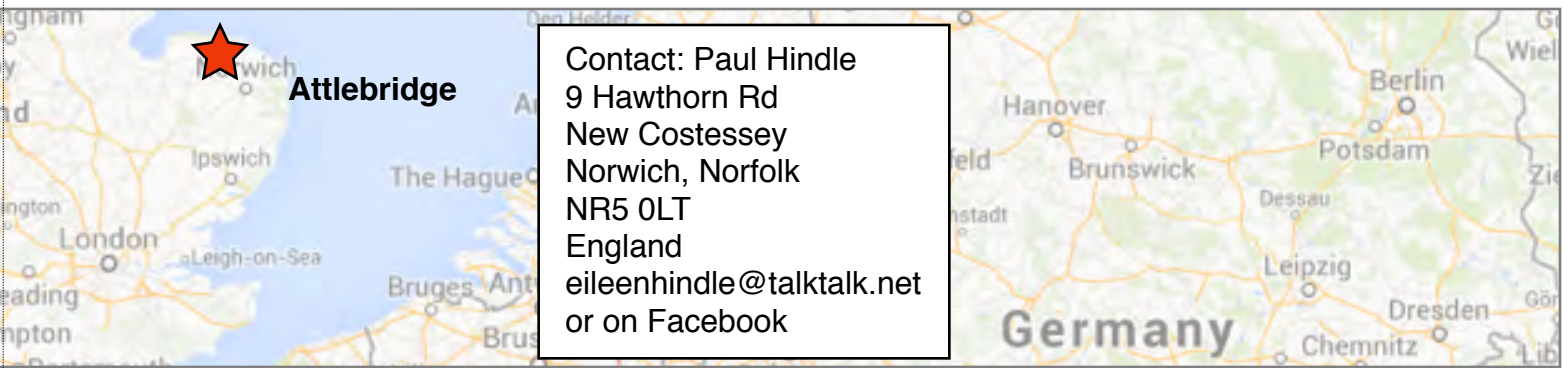 Den Helder
Norwich
Attlebridge
Ipswich
The Hague
London
Leigh-on-Sea
Bruges
Contact: Paul Hindle
9 Hawthorn Rd
New Costessey
Norwich, Norfolk
NR5 0LT
England
eileenhindle@talktalk.net
or on Facebook
Hanover
Brunswick
Berlin
Potsdam
Dessau
Leipzig
Dresden
Germany
Chemnitz